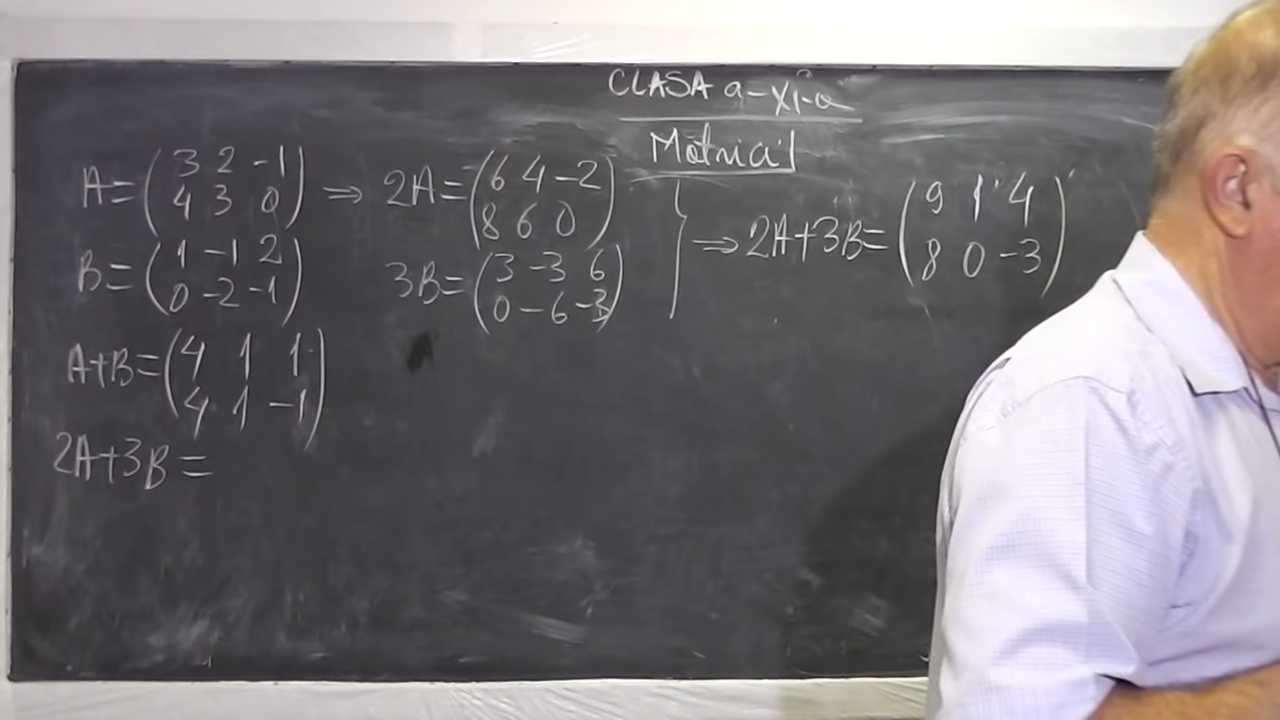 CLASA a-XI-a
Matrici
A=(3 2 -1
4 3 0) ⇒ 2A=(6 4 -2
8 6 0)
B=(1 -1 2
0 -2 -1)
3B=(3 -3 6
0 -6 -3)
} ⇒ 2A+3B=(9 1 4
8 0 -3)
A+B=(4 1 1
4 1 -1)
2A+3B=